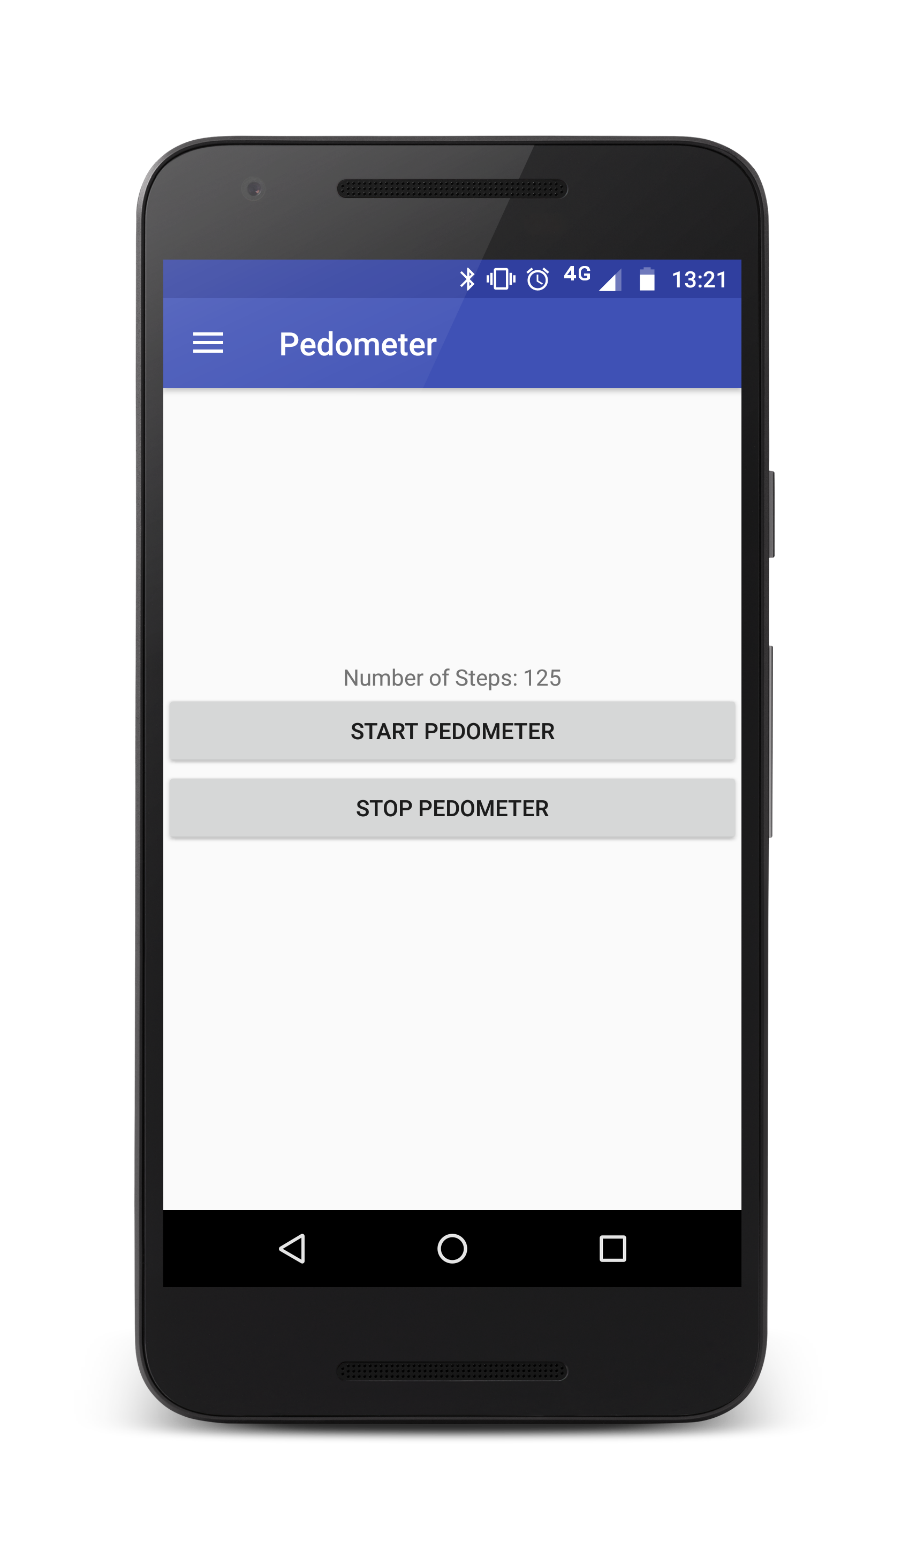 4G 13:21
Pedometer
Number of Steps: 125
START PEDOMETER
STOP PEDOMETER